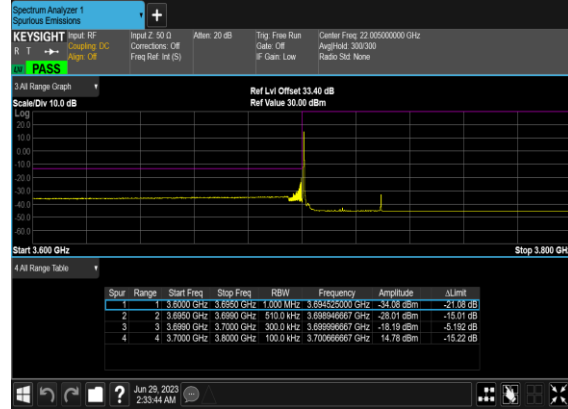 Spectrum Analyzer 1
Spurious Emissions
KEYSIGHT Input: RF Input Z: 50 Ω Atten: 20 dB Trig: Free Run Center Freq: 22.005000000 GHz
R T Coupling: DC Corrections: Off Gate: Off Avg|Hold: 300/300
Align: Off Freq Ref: Int (S) IF Gain: Low Radio Std: None
PASS
3 All Range Graph Ref Lvl Offset 33.40 dB
Scale/Div 10.0 dB Ref Value 30.00 dBm
Log
20.0
10.0
0.00
-10.0
-20.0
-30.0
-40.0
-50.0
-60.0
Start 3.600 GHz Stop 3.800 GHz
4 All Range Table
Spur Range Start Freq Stop Freq RBW Frequency Amplitude ΔLimit
1 1 3.6000 GHz 3.6950 GHz 1.000 MHz 3.694525000 GHz -34.08 dBm -21.08 dB
2 2 3.6950 GHz 3.6990 GHz 510.0 kHz 3.698946667 GHz -28.01 dBm -15.01 dB
3 3 3.6990 GHz 3.7000 GHz 300.0 kHz 3.699996667 GHz -18.19 dBm -5.192 dB
4 4 3.7000 GHz 3.8000 GHz 100.0 kHz 3.700666667 GHz 14.78 dBm -15.22 dB
? Jun 29, 2023
2:33:44 AM